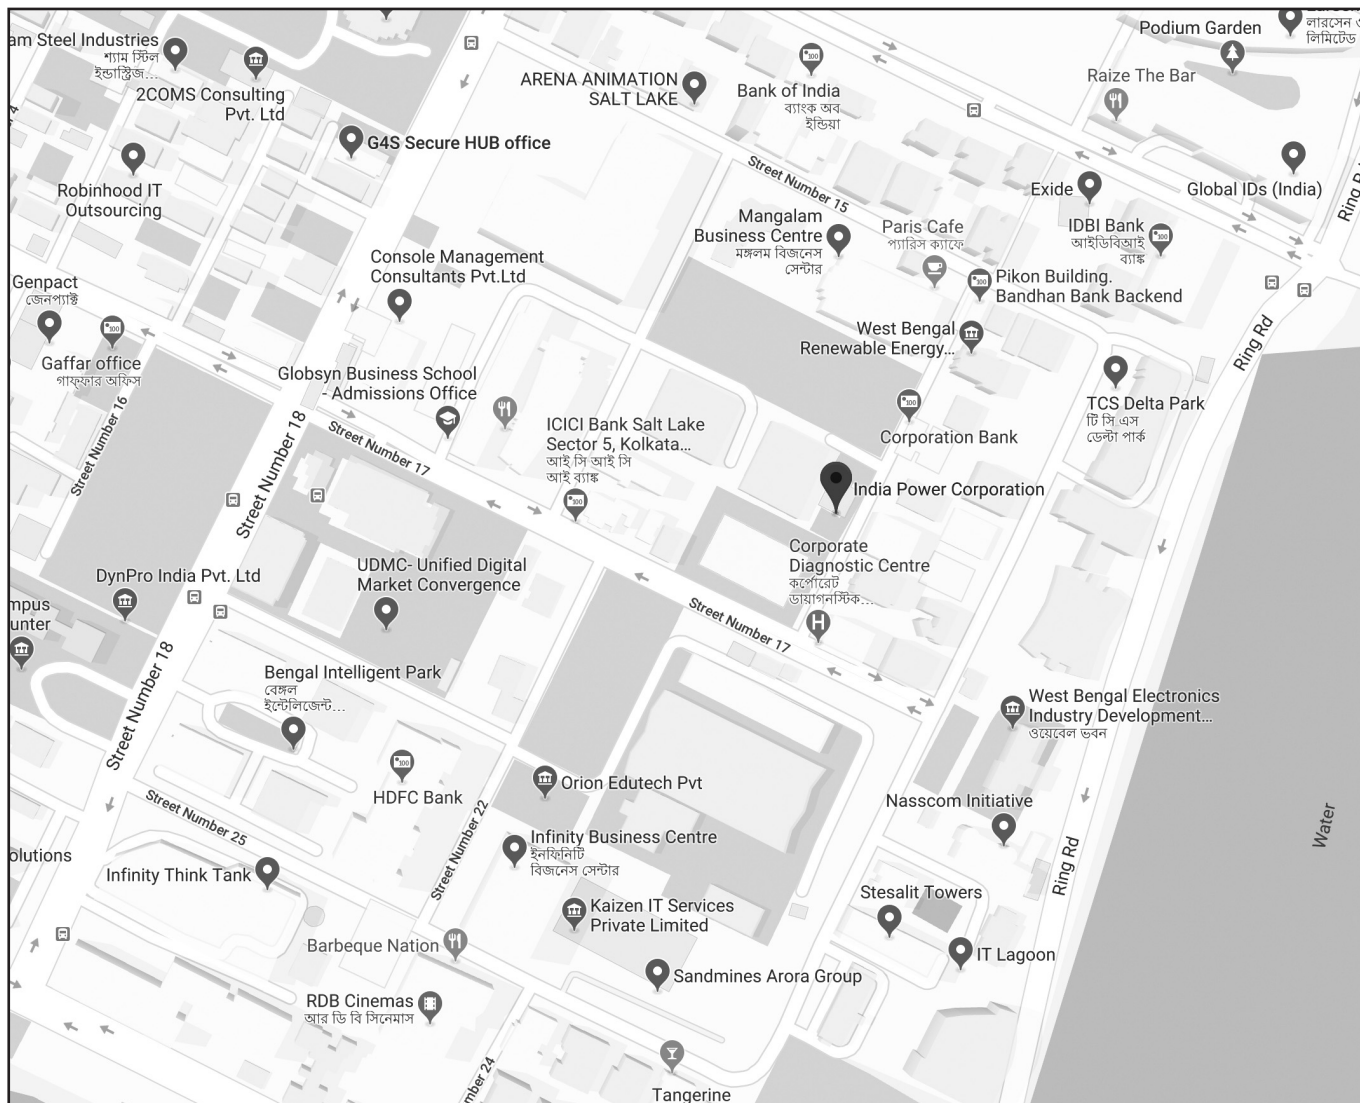 am Steel Industries
শ্যাম স্টিল
ইন্ডাস্ট্রিজ...
2COMS Consulting
Pvt. Ltd
ARENA ANIMATION
SALT LAKE
Bank of India
ব্যাংক অব
ইন্ডিয়া
Podium Garden
লারসেন ও
লিমিটেড
Raize The Bar
G4S Secure HUB office
Robinhood IT
Outsourcing
Street Number 15
Exide
Global IDs (India)
Ring R
Mangalam
Business Centre
মঙ্গলম বিজনেস
সেন্টার
Paris Cafe
প্যারিস ক্যাফে
IDBI Bank
আইডিবিআই
ব্যাঙ্ক
Console Management
Consultants Pvt.Ltd
Pikon Building.
Bandhan Bank Backend
Genpact
জেনপ্যাক্ট
Gaffar office
গাফ্ফার অফিস
West Bengal
Renewable Energy...
Ring Rd
Globsyn Business School
- Admissions Office
TCS Delta Park
টি সি এস
ডেল্টা পার্ক
Street Number 16
Street Number 18
Street Number 17
ICICI Bank Salt Lake
Sector 5, Kolkata...
আই সি আই সি
আই ব্যাঙ্ক
Corporation Bank
India Power Corporation
Corporate
Diagnostic Centre
কর্পোরেট
ডায়াগনস্টিক...
UDMC- Unified Digital
Market Convergence
DynPro India Pvt. Ltd
mpus
unter
Street Number 17
Street Number 18
Bengal Intelligent Park
বেঙ্গল
ইন্টেলিজেন্ট...
West Bengal Electronics
Industry Development...
ওয়েবেল ভবন
HDFC Bank
Orion Edutech Pvt
Nasscom Initiative
Street Number 25
Street Number 22
Infinity Business Centre
ইনফিনিটি
বিজনেস সেন্টার
Water
olutions
Infinity Think Tank
Ring Rd
Stesalit Towers
Kaizen IT Services
Private Limited
Barbeque Nation
IT Lagoon
Sandmines Arora Group
RDB Cinemas
আর ডি বি সিনেমাস
mber 24
Tangerine